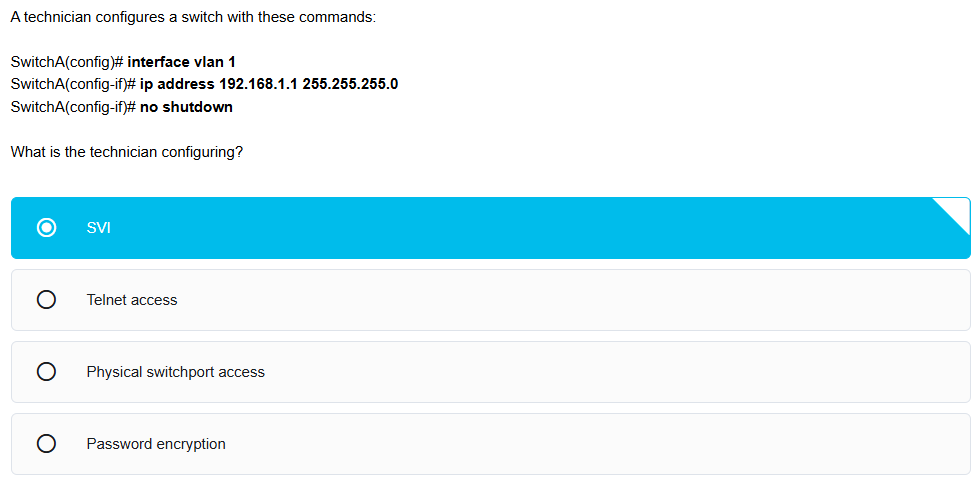 A technician configures a switch with these commands:
SwitchA(config)# interface vlan 1
SwitchA(config-if)# ip address 192.168.1.1 255.255.255.0
SwitchA(config-if)# no shutdown
What is the technician configuring?
SVI
Telnet access
Physical switchport access
Password encryption